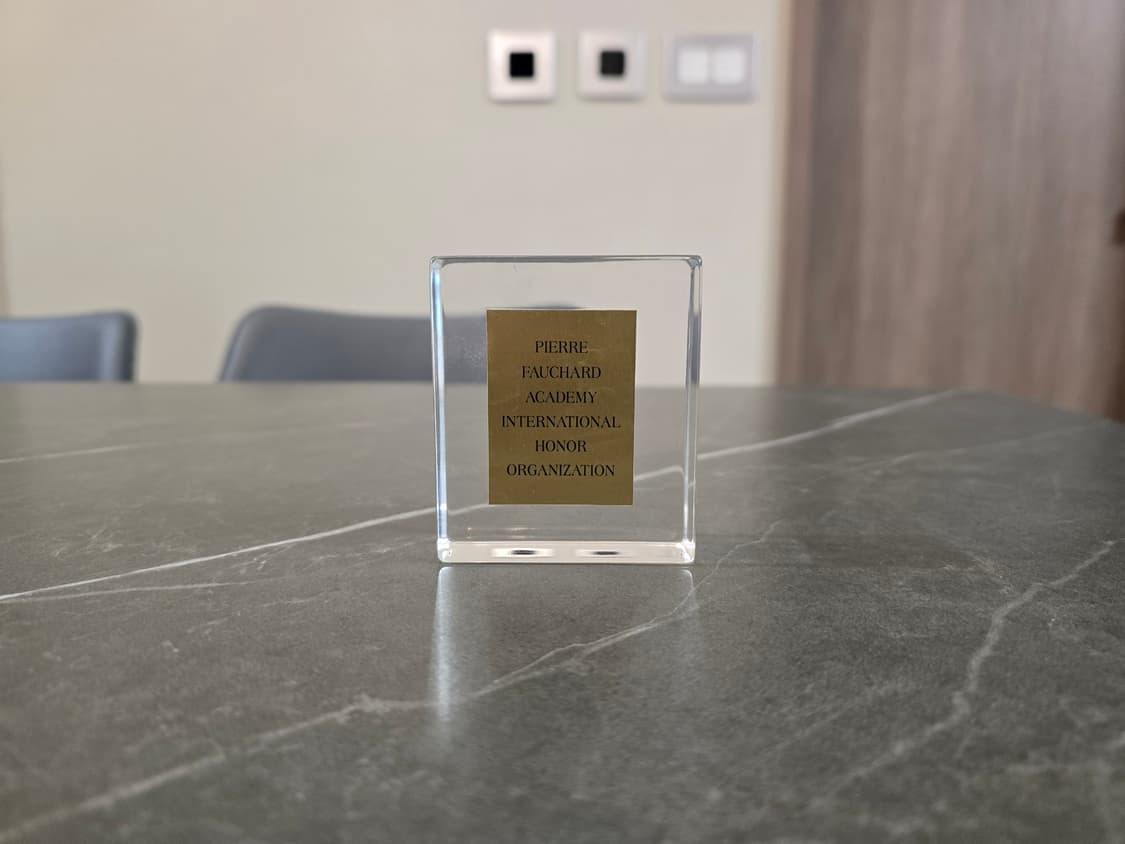 PIERRE
FAUCHARD
ACADEMY
INTERNATIONAL
HONOR
ORGANIZATION